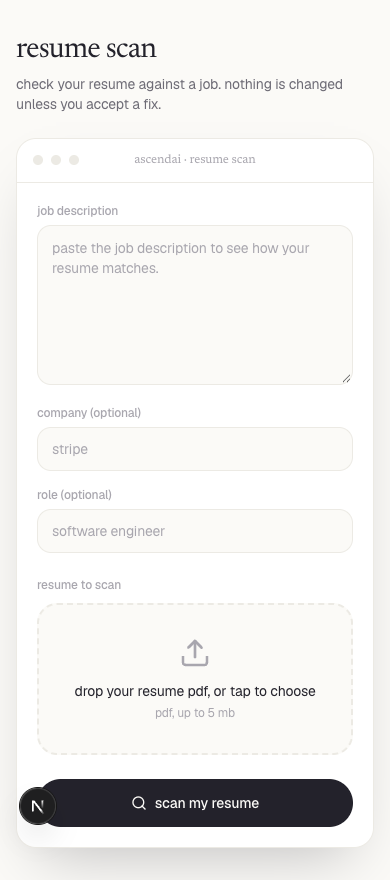 resume scan
check your resume against a job. nothing is changed
unless you accept a fix.
ascendai · resume scan
job description
paste the job description to see how your
resume matches.
company (optional)
stripe
role (optional)
software engineer
resume to scan
drop your resume pdf, or tap to choose
pdf, up to 5 mb
N
scan my resume